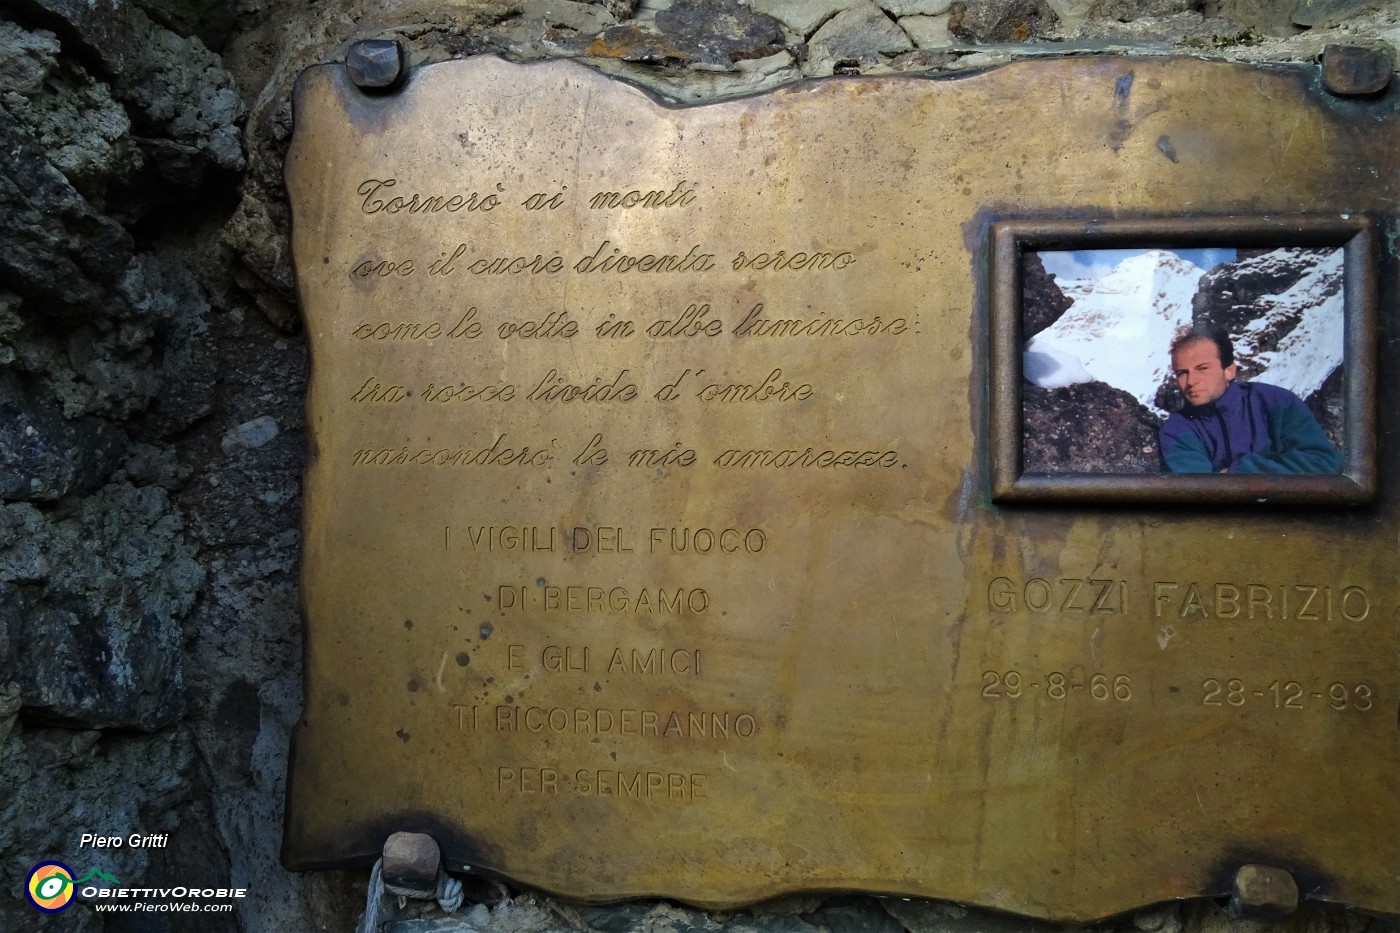 Tornerò ai monti
ove il cuore diventa sereno
come le vette in albe luminose:
tra rocce livide d'ombre
nasconderò le mie amarezze.
I VIGILI DEL FUOCO
DI BERGAMO
E GLI AMICI
TI RICORDERANNO
PER SEMPRE
GOZZI FABRIZIO
29-8-66 28-12-93
Piero Gritti
OBIETTIVOROBIE
www.PieroWeb.com